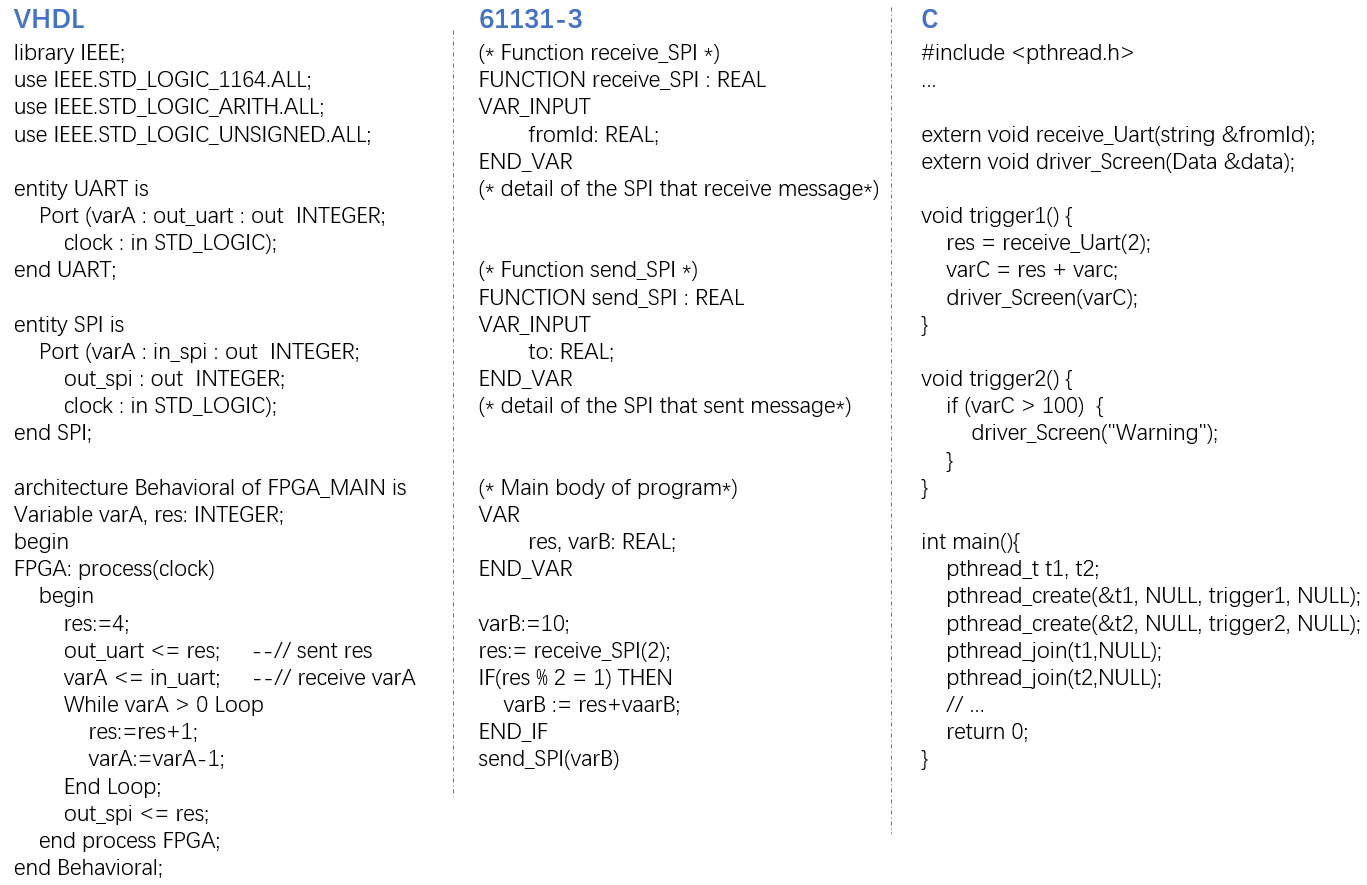 VHDL
library IEEE;
use IEEE.STD_LOGIC_1164.ALL;
use IEEE.STD_LOGIC_ARITH.ALL;
use IEEE.STD_LOGIC_UNSIGNED.ALL;
entity UART is
Port (varA : out_uart : out INTEGER;
clock : in STD_LOGIC);
end UART;
entity SPI is
Port (varA : in_spi : out INTEGER;
out_spi : out INTEGER;
clock : in STD_LOGIC);
end SPI;
architecture Behavioral of FPGA_MAIN is
Variable varA, res: INTEGER;
begin
FPGA: process(clock)
begin
res:=4;
out_uart <= res; --// sent res
varA <= in_uart; --// receive varA
While varA > 0 Loop
res:=res+1;
varA:=varA-1;
End Loop;
out_spi <= res;
end process FPGA;
end Behavioral;
61131-3
(* Function receive_SPI *)
FUNCTION receive_SPI : REAL
VAR_INPUT
fromId: REAL;
END_VAR
(* detail of the SPI that receive message*)
(* Function send_SPI *)
FUNCTION send_SPI : REAL
VAR_INPUT
to: REAL;
END_VAR
(* detail of the SPI that sent message*)
(* Main body of program*)
VAR
res, varB: REAL;
END_VAR
varB:=10;
res:= receive_SPI(2);
IF(res % 2 = 1) THEN
varB := res+vaarB;
END_IF
send_SPI(varB)
C
#include <pthread.h>
...
extern void receive_Uart(string &fromId);
extern void driver_Screen(Data &data);
void trigger1() {
res = receive_Uart(2);
varC = res + varc;
driver_Screen(varC);
}
void trigger2() {
if (varC > 100) {
driver_Screen("Warning");
}
}
int main(){
pthread_t t1, t2;
pthread_create(&t1, NULL, trigger1, NULL);
pthread_create(&t2, NULL, trigger2, NULL);
pthread_join(t1,NULL);
pthread_join(t2,NULL);
// ...
return 0;
}